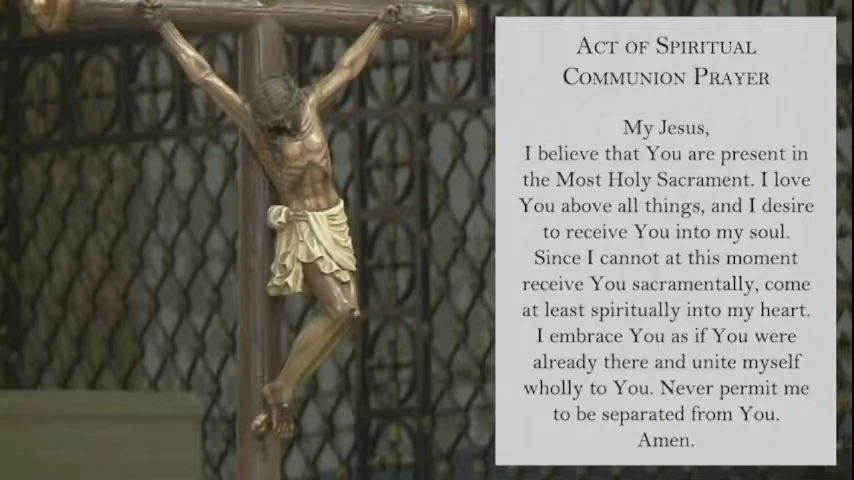 Act of Spiritual
Communion Prayer
My Jesus,
I believe that You are present in
the Most Holy Sacrament. I love
You above all things, and I desire
to receive You into my soul.
Since I cannot at this moment
receive You sacramentally, come
at least spiritually into my heart.
I embrace You as if You were
already there and unite myself
wholly to You. Never permit me
to be separated from You.
Amen.